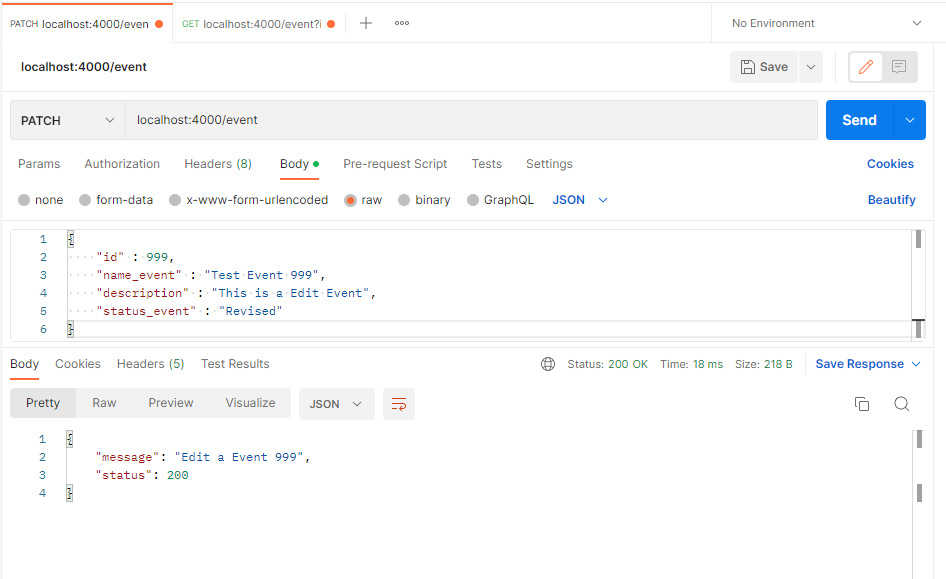 PATCH localhost:4000/even GET localhost:4000/event?i No Environment
localhost:4000/event Save
PATCH localhost:4000/event Send
Params Authorization Headers (8) Body Pre-request Script Tests Settings Cookies
none form-data x-www-form-urlencoded raw binary GraphQL JSON Beautify
1 {
2 "id" : 999,
3 "name_event" : "Test Event 999",
4 "description" : "This is a Edit Event",
5 "status_event" : "Revised"
6 }
Body Cookies Headers (5) Test Results Status: 200 OK Time: 18 ms Size: 218 B Save Response
Pretty Raw Preview Visualize JSON
1 {
2 "message": "Edit a Event 999",
3 "status": 200
4 }